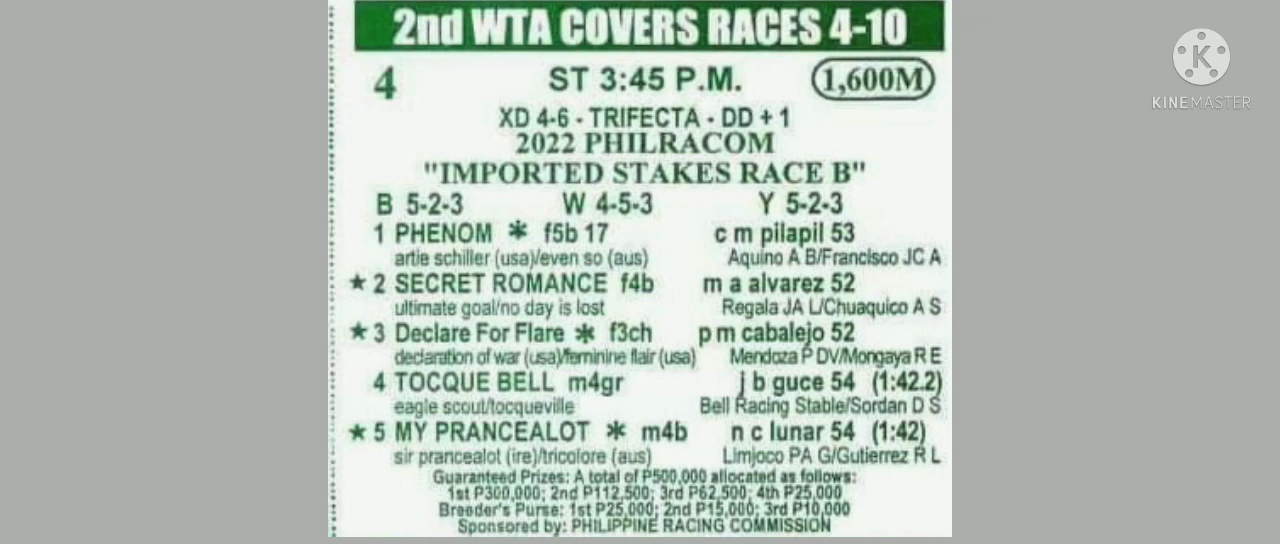 2nd WTA COVERS RACES 4-10
4 ST 3:45 P.M. 1,600M
XD 4-6 - TRIFECTA - DD + 1
2022 PHILRACOM
"IMPORTED STAKES RACE B"
B 5-2-3 W 4-5-3 Y 5-2-3
1 PHENOM * f5b 17 c m pilapil 53
artie schiller (usa)/even so (aus) Aquino A B/Francisco JC A
★ 2 SECRET ROMANCE f4b m a alvarez 52
ultimate goal/no day is lost Regala JA L/Chuaquico A S
★ 3 Declare For Flare * f3ch p m cabalejo 52
declaration of war (usa)/feminine flair (usa) Mendoza P DV/Mongaya R E
4 TOCQUE BELL m4gr j b guce 54 (1:42.2)
eagle scout/tocqueville Bell Racing Stable/Sordan D S
★ 5 MY PRANCEALOT * m4b n c lunar 54 (1:42)
sir prancealot (ire)/tricolore (aus) Limjoco PA G/Gutierrez R L
Guaranteed Prizes: A total of P500,000 allocated as follows:
1st P300,000; 2nd P112,500; 3rd P62,500; 4th P25,000
Breeder's Purse: 1st P25,000; 2nd P15,000; 3rd P10,000
Sponsored by: PHILIPPINE RACING COMMISSION
K
KINEMASTER